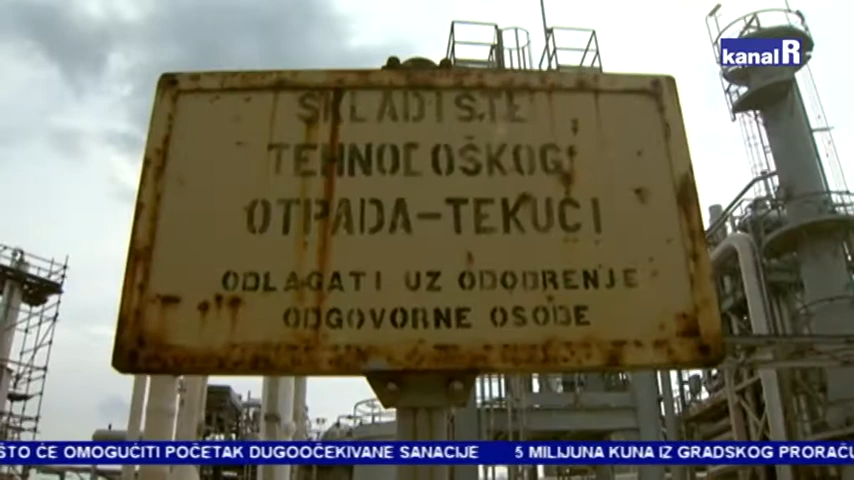 kanal R
SKLADIŠTE
TEHNOLOŠKOG
OTPADA-TEKUĆI
ODLAGATI UZ ODOBRENJE
ODGOVORNE OSOBE
ŠTO ĆE OMOGUĆITI POČETAK DUGOOČEKIVANE SANACIJE 5 MILIJUNA KUNA IZ GRADSKOG PRORAČU